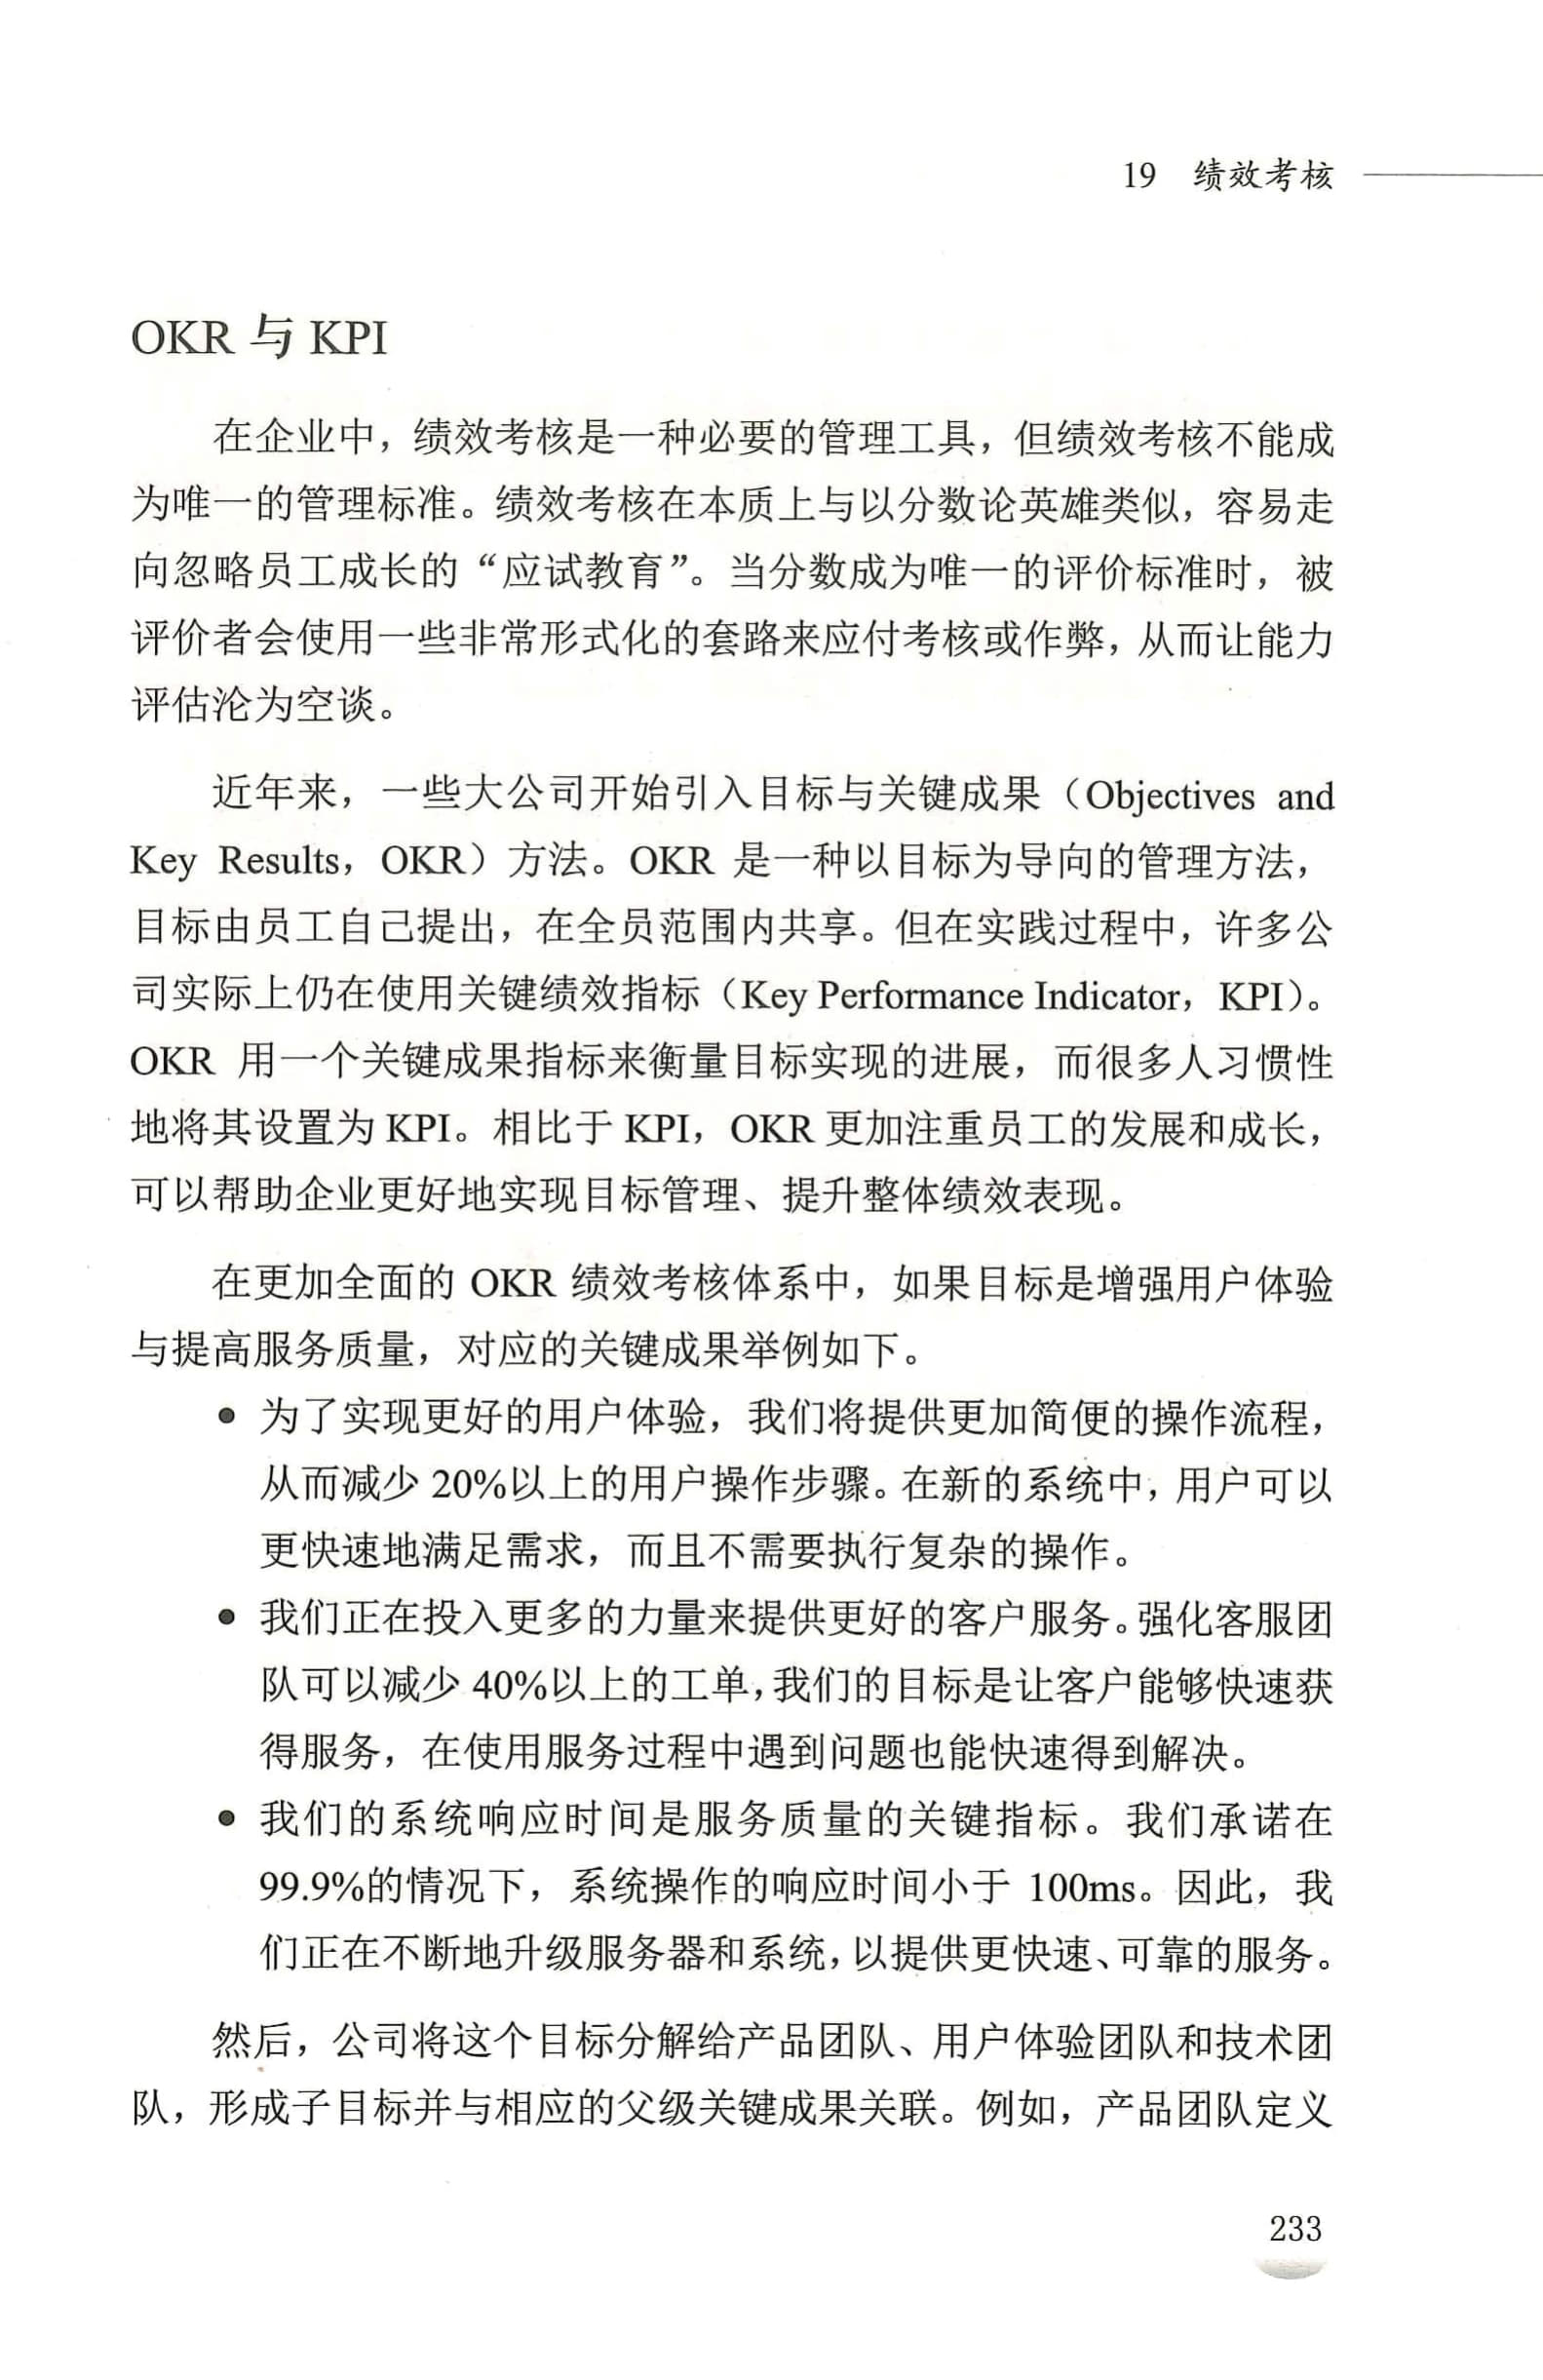 19 绩效考核
OKR 与 KPI
在企业中，绩效考核是一种必要的管理工具，但绩效考核不能成
为唯一的管理标准。绩效考核在本质上与以分数论英雄类似，容易走
向忽略员工成长的“应试教育”。当分数成为唯一的评价标准时，被
评价者会使用一些非常形式化的套路来应付考核或作弊，从而让能力
评估沦为空谈。
近年来，一些大公司开始引入目标与关键成果（Objectives and
Key Results，OKR）方法。OKR 是一种以目标为导向的管理方法，
目标由员工自己提出，在全员范围内共享。但在实践过程中，许多公
司实际上仍在使用关键绩效指标（Key Performance Indicator，KPI）。
OKR 用一个关键成果指标来衡量目标实现的进展，而很多人习惯性
地将其设置为 KPI。相比于 KPI，OKR 更加注重员工的发展和成长，
可以帮助企业更好地实现目标管理、提升整体绩效表现。
在更加全面的 OKR 绩效考核体系中，如果目标是增强用户体验
与提高服务质量，对应的关键成果举例如下。
● 为了实现更好的用户体验，我们将提供更加简便的操作流程，
从而减少 20%以上的用户操作步骤。在新的系统中，用户可以
更快速地满足需求，而且不需要执行复杂的操作。
● 我们正在投入更多的力量来提供更好的客户服务。强化客服团
队可以减少 40%以上的工单，我们的目标是让客户能够快速获
得服务，在使用服务过程中遇到问题也能快速得到解决。
● 我们的系统响应时间是服务质量的关键指标。我们承诺在
99.9%的情况下，系统操作的响应时间小于 100ms。因此，我
们正在不断地升级服务器和系统，以提供更快速、可靠的服务。
然后，公司将这个目标分解给产品团队、用户体验团队和技术团
队，形成子目标并与相应的父级关键成果关联。例如，产品团队定义
233